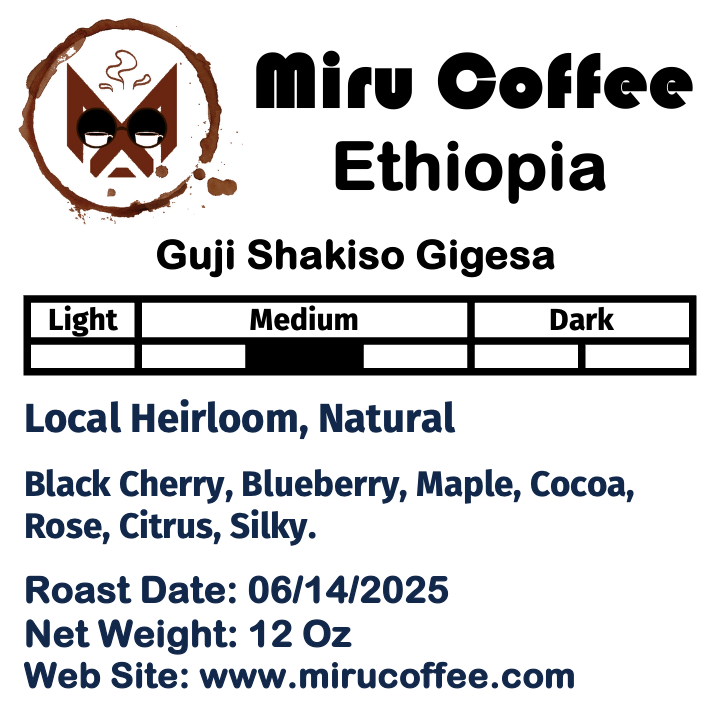 Miru Coffee
Ethiopia
Guji Shakiso Gigesa
Light Medium Dark
Local Heirloom, Natural
Black Cherry, Blueberry, Maple, Cocoa,
Rose, Citrus, Silky.
Roast Date: 06/14/2025
Net Weight: 12 Oz
Web Site: www.mirucoffee.com